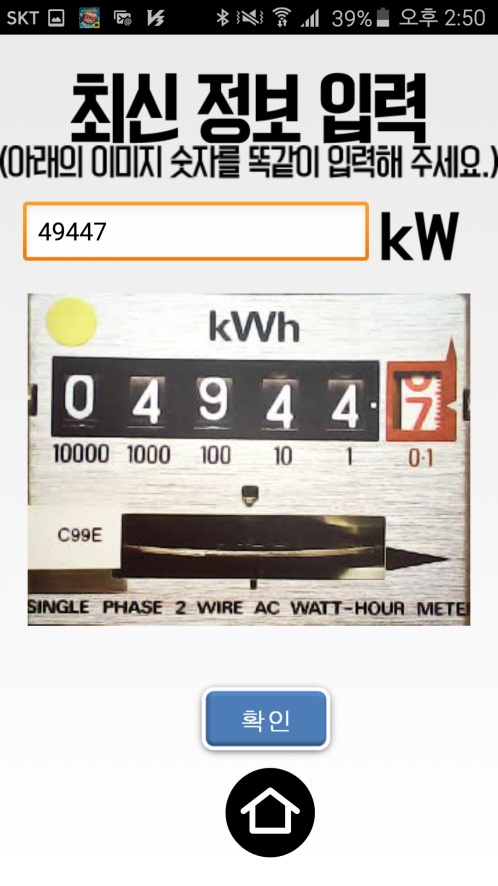 SKT 39% 오후 2:50
최신 정보 입력
(아래의 이미지 숫자를 똑같이 입력해 주세요.)
49447 kW
kWh
0 4 9 4 4 7
10000 1000 100 10 1 0·1
C99E
SINGLE PHASE 2 WIRE AC WATT-HOUR METE
확인